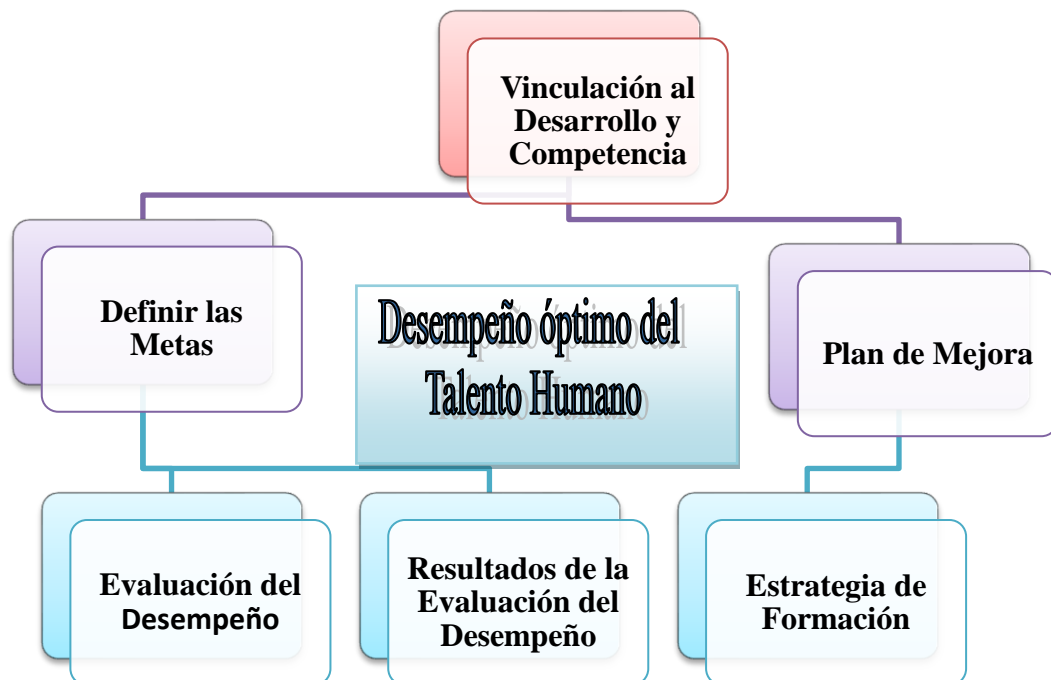 Vinculación al
Desarrollo y
Competencia
Definir las
Metas
Desempeño óptimo del
Talento Humano
Plan de Mejora
Evaluación del
Desempeño
Resultados de la
Evaluación del
Desempeño
Estrategia de
Formación